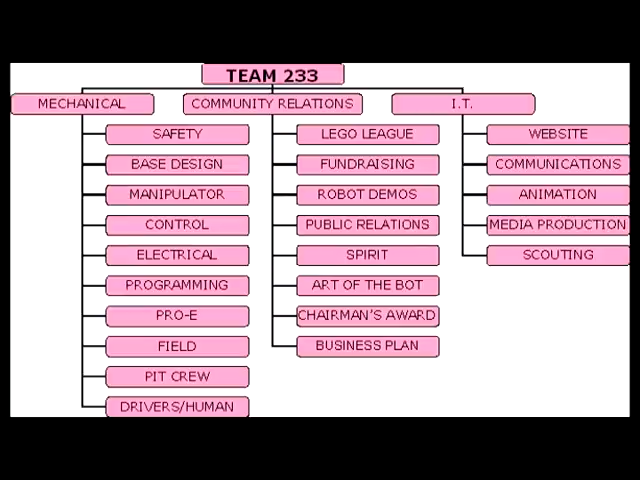 TEAM 233
MECHANICAL
SAFETY
BASE DESIGN
MANIPULATOR
CONTROL
ELECTRICAL
PROGRAMMING
PRO-E
FIELD
PIT CREW
DRIVERS/HUMAN
COMMUNITY RELATIONS
LEGO LEAGUE
FUNDRAISING
ROBOT DEMOS
PUBLIC RELATIONS
SPIRIT
ART OF THE BOT
CHAIRMAN'S AWARD
BUSINESS PLAN
I.T.
WEBSITE
COMMUNICATIONS
ANIMATION
MEDIA PRODUCTION
SCOUTING